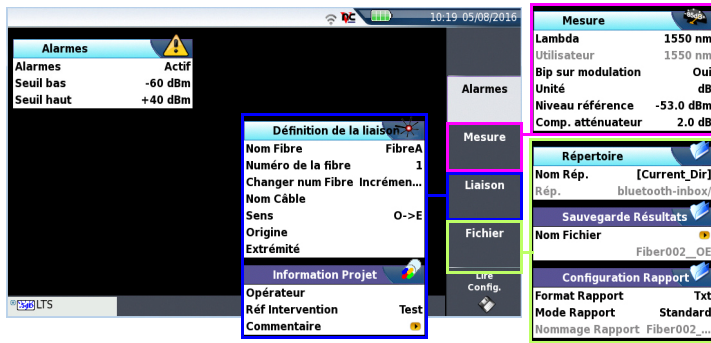 10:19 05/08/2016
Alarmes
Alarmes Actif
Seuil bas -60 dBm
Seuil haut +40 dBm
Définition de la liaison
Nom Fibre FibreA
Numéro de la fibre 1
Changer num Fibre Incrémen...
Nom Câble
Sens O->E
Origine
Extrémité
Information Projet
Opérateur
Réf Intervention Test
Commentaire
LTS
Alarmes
Mesure
Liaison
Fichier
Lire
Config.
Mesure
Lambda 1550 nm
Utilisateur 1550 nm
Bip sur modulation Oui
Unité dB
Niveau référence -53.0 dBm
Comp. atténuateur 2.0 dB
Répertoire
Nom Rép. [Current_Dir]
Rép. bluetooth-inbox/
Sauvegarde Résultats
Nom Fichier
Fiber002__OE
Configuration Rapport
Format Rapport Txt
Mode Rapport Standard
Nommage Rapport Fiber002_...